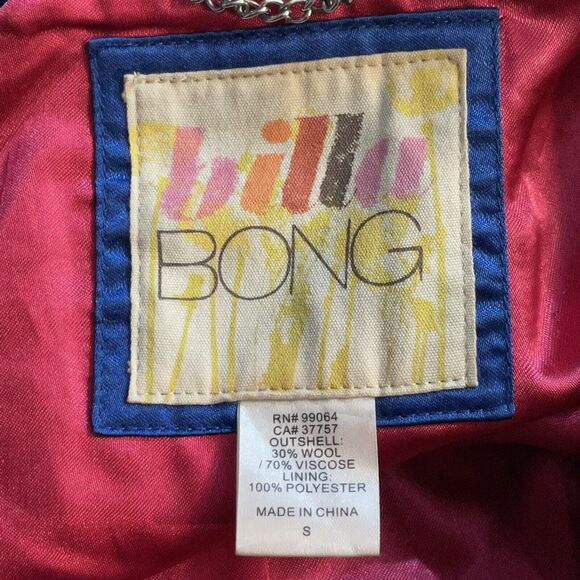 billa
BONG
RN# 99064
CA# 37757
OUTSHELL:
30% WOOL
/ 70% VISCOSE
LINING:
100% POLYESTER
MADE IN CHINA
S